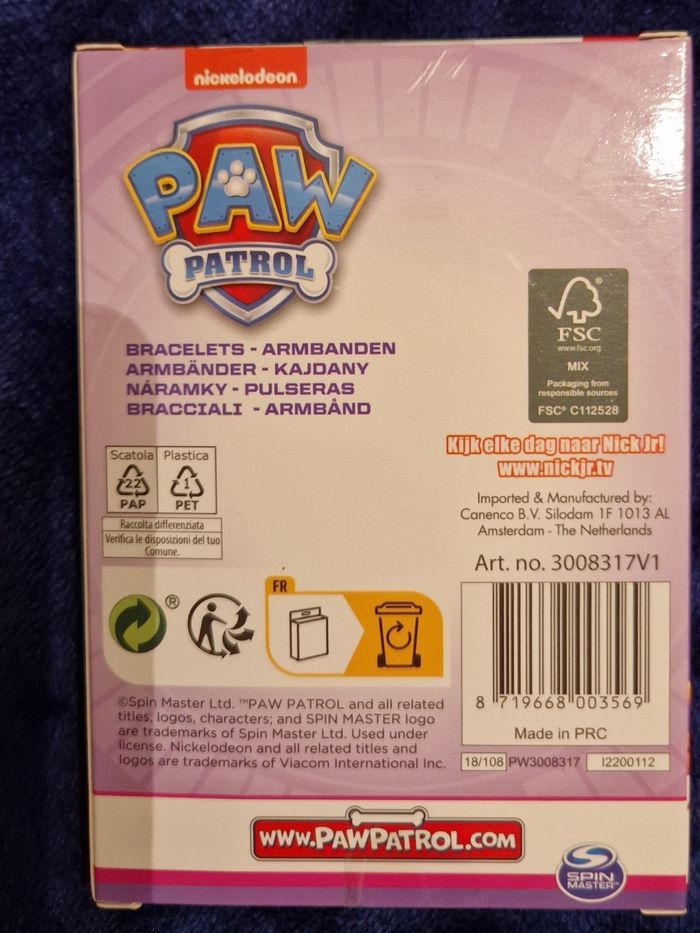 nickelodeon
PAW
PATROL
BRACELETS - ARMBANDEN
ARMBÄNDER - KAJDANY
NÁRAMKY - PULSERAS
BRACCIALI - ARMBÅND
FSC®
www.fsc.org
MIX
Packaging from
responsible sources
FSC® C112528
Kijk elke dag naar Nick Jr!
www.nickjr.tv
Imported & Manufactured by:
Canenco B.V. Silodam 1F 1013 AL
Amsterdam - The Netherlands
Art. no. 3008317V1
Scatola Plastica
22 1
PAP PET
Raccolta differenziata
Verifica le disposizioni del tuo
Comune.
®
FR
8 719668 003569
Made in PRC
18/108 PW3008317 I2200112
©Spin Master Ltd. ™PAW PATROL and all related
titles, logos, characters; and SPIN MASTER logo
are trademarks of Spin Master Ltd. Used under
license. Nickelodeon and all related titles and
logos are trademarks of Viacom International Inc.
WWW.PAWPATROL.COM
SPIN
MASTER™